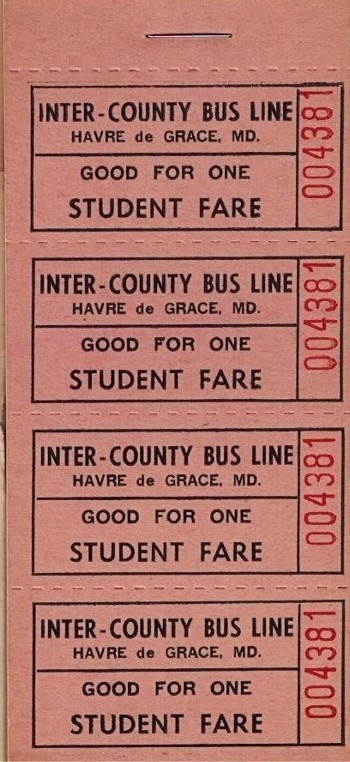 INTER-COUNTY BUS LINE
HAVRE de GRACE, MD.
GOOD FOR ONE
STUDENT FARE
004381
INTER-COUNTY BUS LINE
HAVRE de GRACE, MD.
GOOD FOR ONE
STUDENT FARE
004381
INTER-COUNTY BUS LINE
HAVRE de GRACE, MD.
GOOD FOR ONE
STUDENT FARE
004381
INTER-COUNTY BUS LINE
HAVRE de GRACE, MD.
GOOD FOR ONE
STUDENT FARE
004381